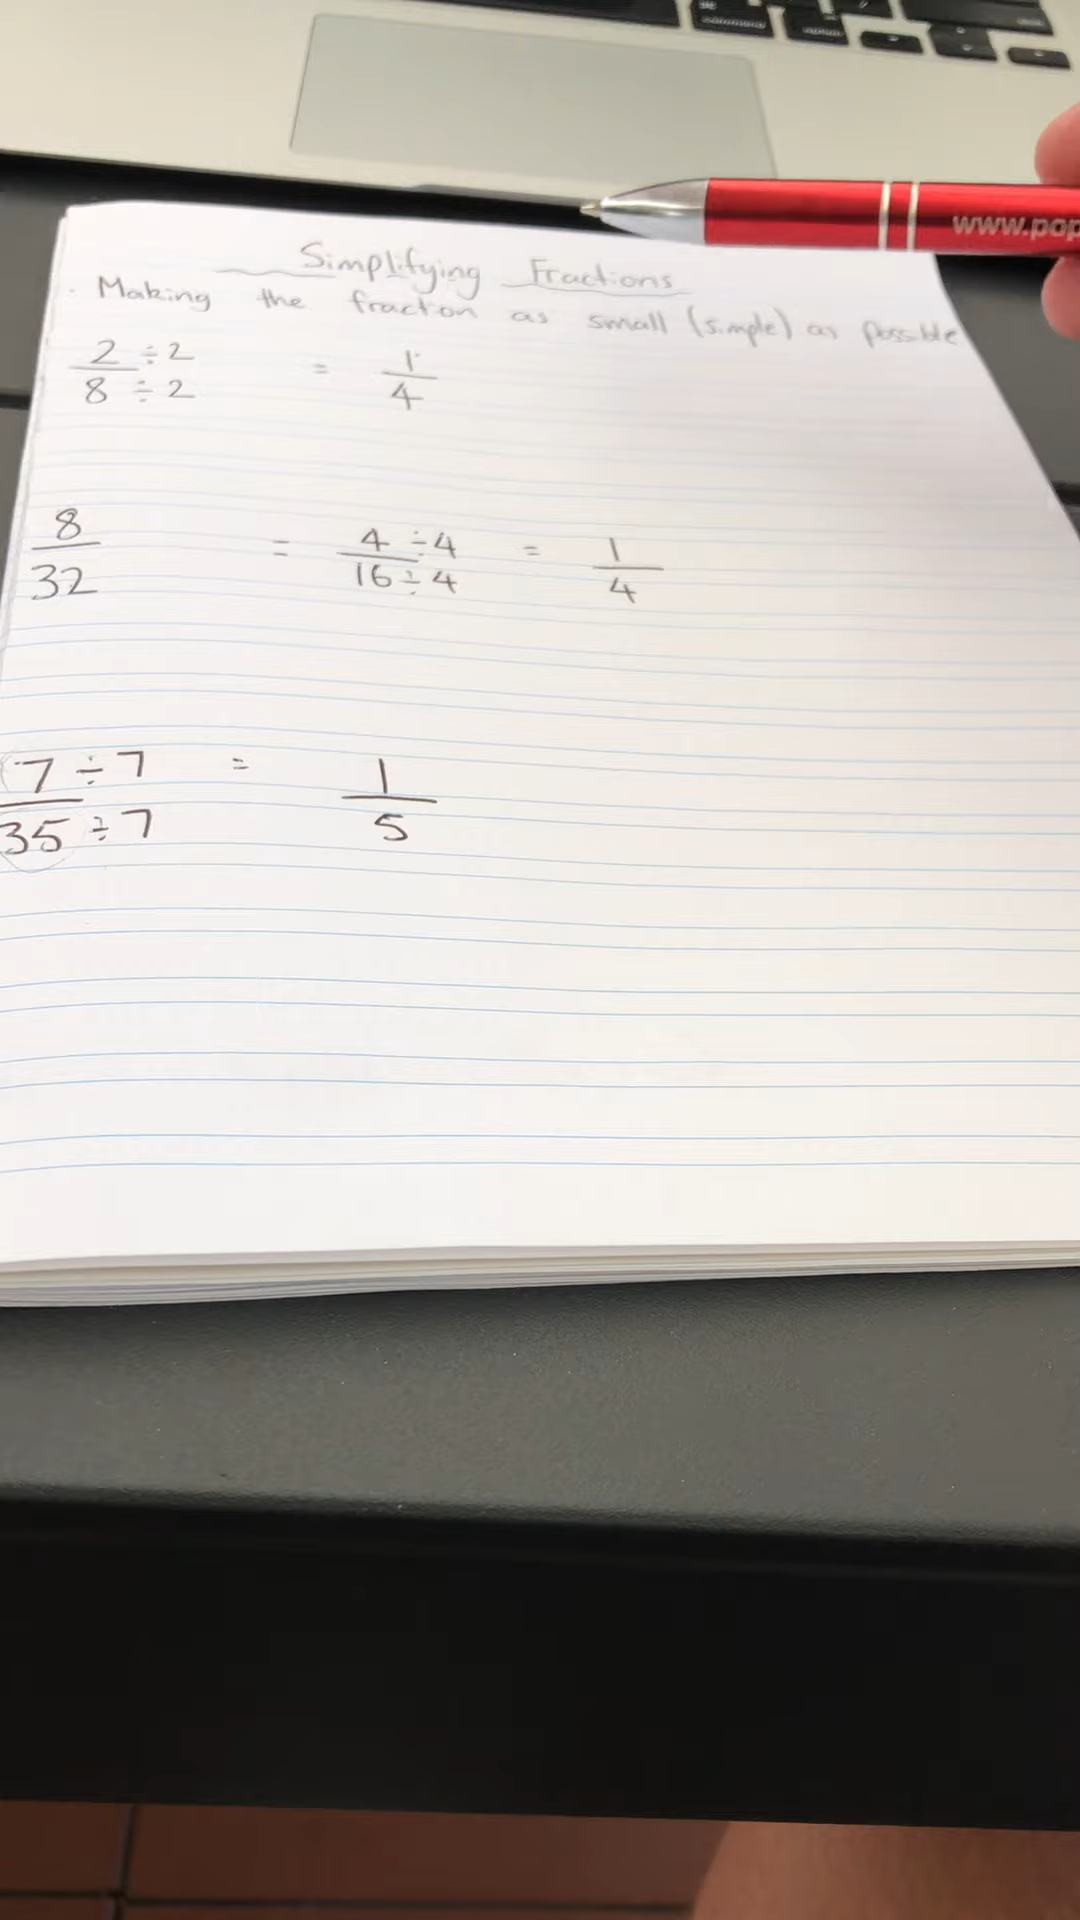 www.pop
Simplifying Fractions
Making the fraction as small (simple) as possible
2 ÷ 2 = 1
8 ÷ 2 4
8 = 4 ÷ 4 = 1
32 16 ÷ 4 4
7 ÷ 7 = 1
35 ÷ 7 5